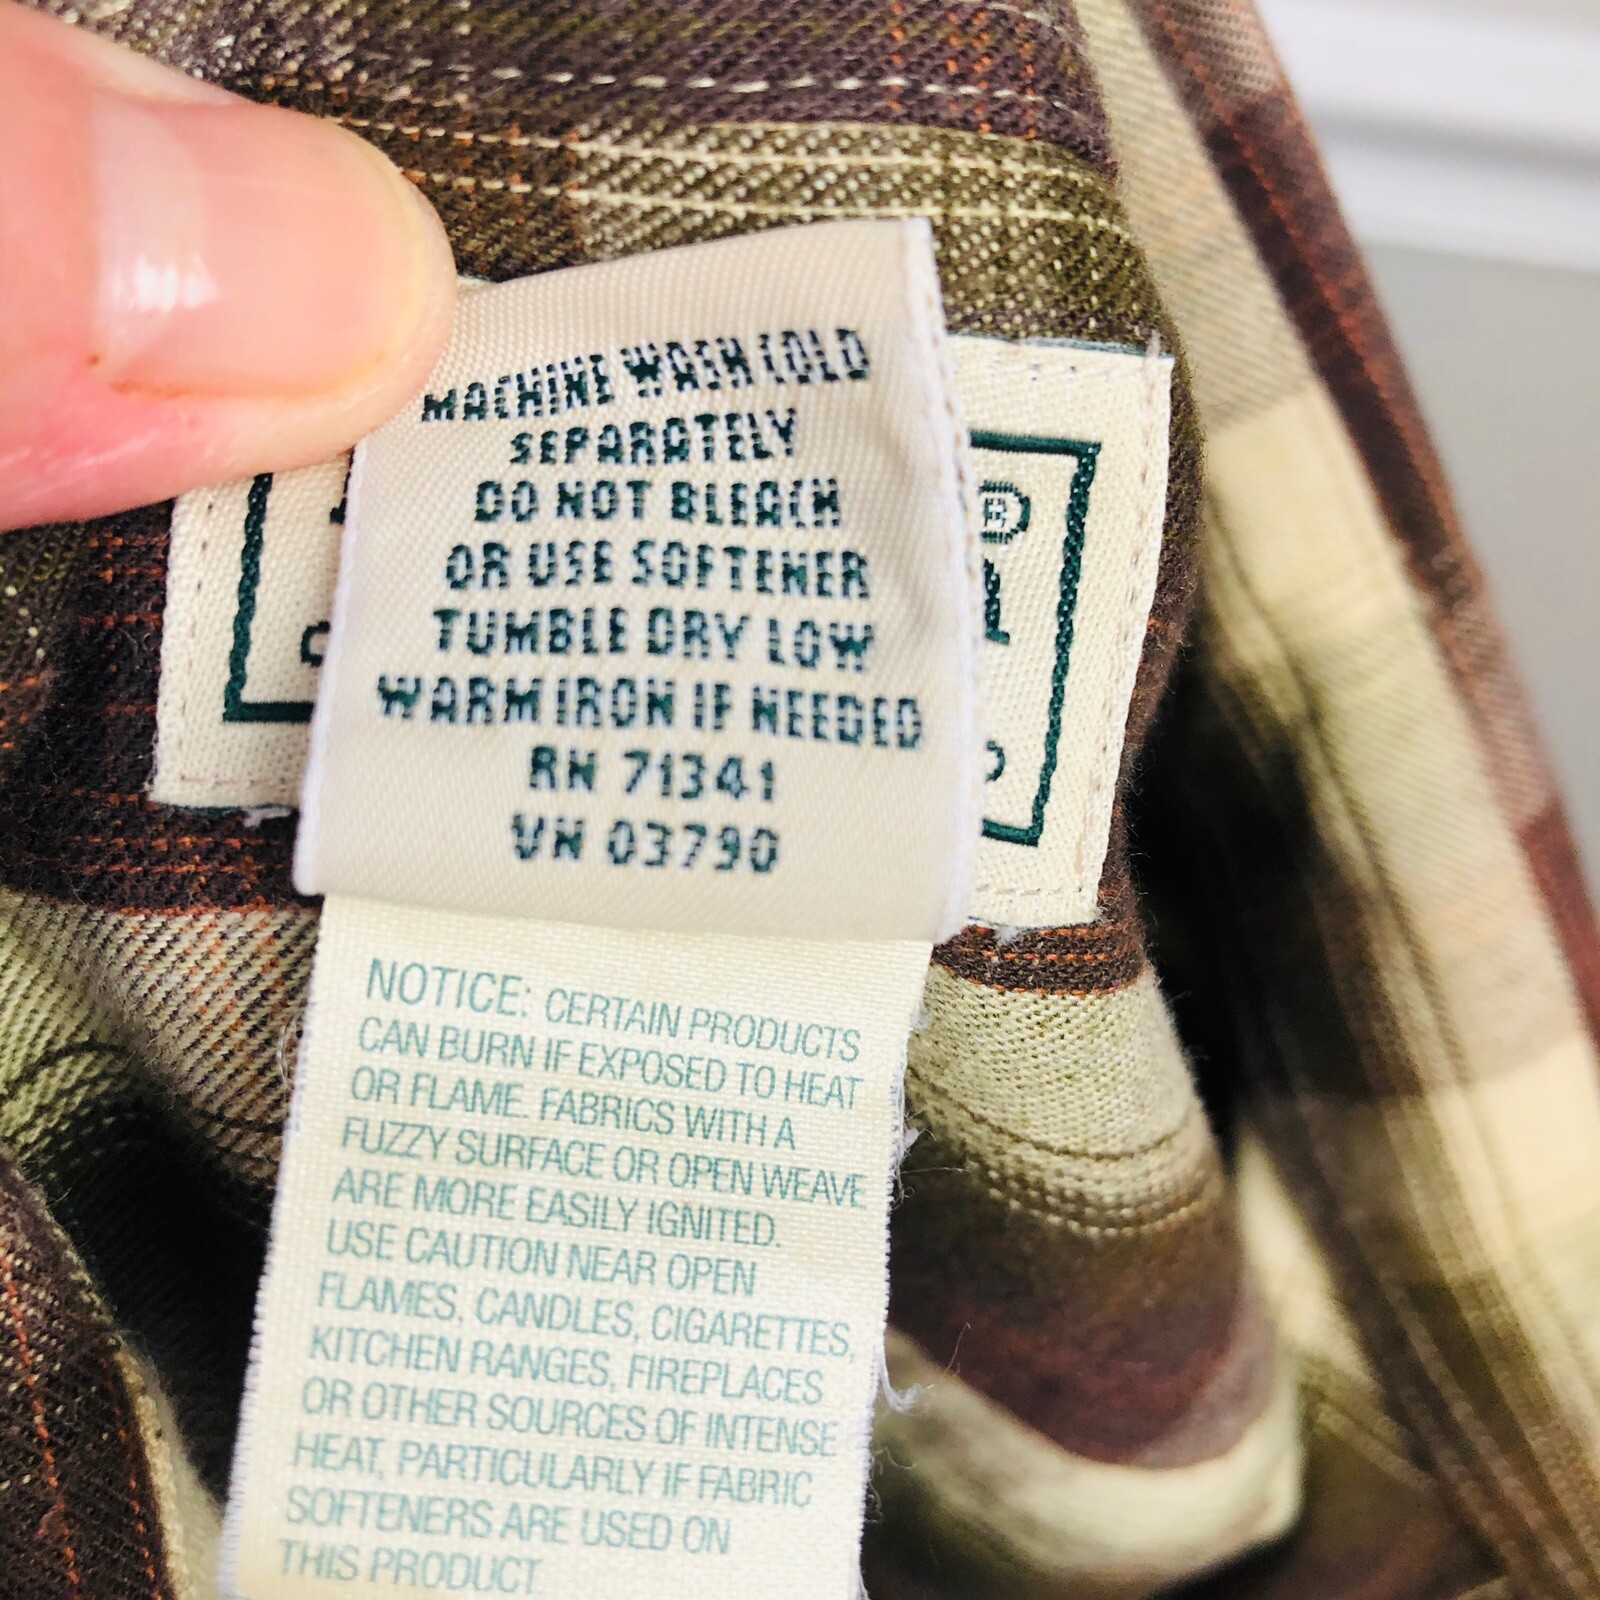 MACHINE WASH COLD
SEPARATELY
DO NOT BLEACH
OR USE SOFTENER
TUMBLE DRY LOW
WARM IRON IF NEEDED
RN 71341
VN 03790
®
NOTICE: CERTAIN PRODUCTS
CAN BURN IF EXPOSED TO HEAT
OR FLAME. FABRICS WITH A
FUZZY SURFACE OR OPEN WEAVE
ARE MORE EASILY IGNITED.
USE CAUTION NEAR OPEN
FLAMES, CANDLES, CIGARETTES,
KITCHEN RANGES, FIREPLACES
OR OTHER SOURCES OF INTENSE
HEAT, PARTICULARLY IF FABRIC
SOFTENERS ARE USED ON
THIS PRODUCT